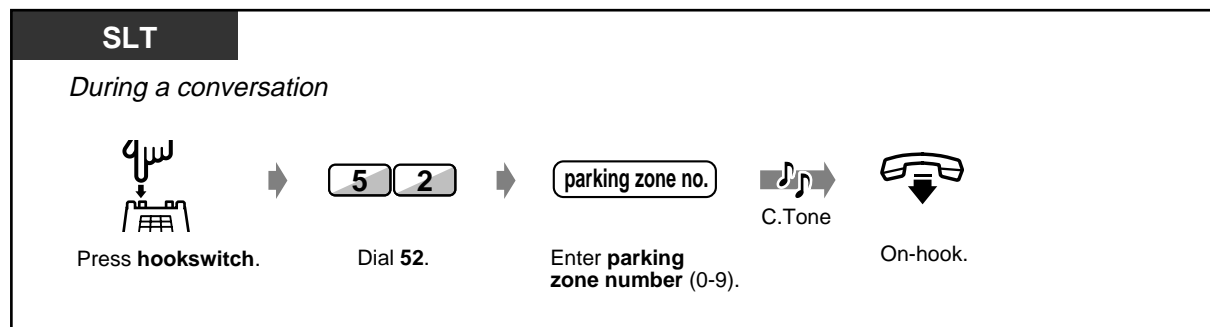 SLT
During a conversation
5 2
parking zone no.
C.Tone
Press hookswitch.
Dial 52.
Enter parking
zone number (0-9).
On-hook.